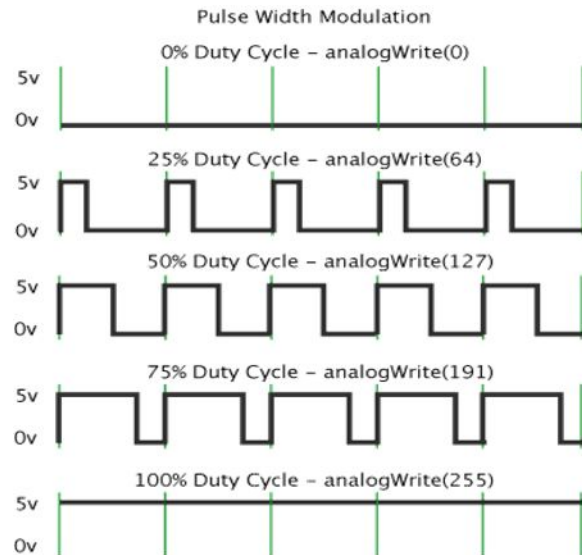 Pulse Width Modulation
0% Duty Cycle – analogWrite(0)
5v
0v
25% Duty Cycle – analogWrite(64)
5v
0v
50% Duty Cycle – analogWrite(127)
5v
0v
75% Duty Cycle – analogWrite(191)
5v
0v
100% Duty Cycle – analogWrite(255)
5v
0v